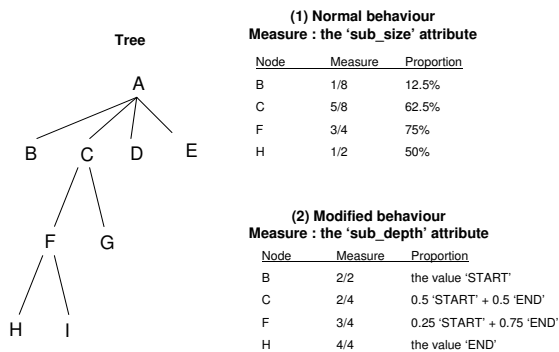 Tree
A
B C D E
F G
H I
(1) Normal behaviour
Measure : the 'sub_size' attribute
Node Measure Proportion
B 1/8 12.5%
C 5/8 62.5%
F 3/4 75%
H 1/2 50%
(2) Modified behaviour
Measure : the 'sub_depth' attribute
Node Measure Proportion
B 2/2 the value 'START'
C 2/4 0.5 'START' + 0.5 'END'
F 3/4 0.25 'START' + 0.75 'END'
H 4/4 the value 'END'